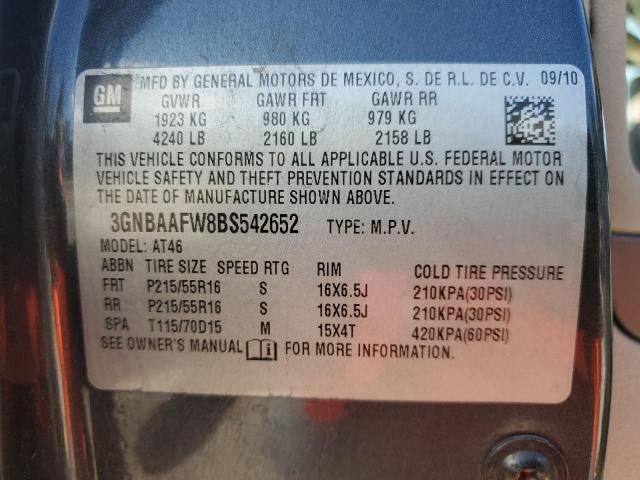 MFD BY GENERAL MOTORS DE MEXICO, S. DE R.L. DE C.V. 09/10
GM
GVWR GAWR FRT GAWR RR
1923 KG 980 KG 979 KG
4240 LB 2160 LB 2158 LB
THIS VEHICLE CONFORMS TO ALL APPLICABLE U.S. FEDERAL MOTOR
VEHICLE SAFETY AND THEFT PREVENTION STANDARDS IN EFFECT ON
THE DATE OF MANUFACTURE SHOWN ABOVE.
3GNBAAFW8BS542652 TYPE: M.P.V.
MODEL: AT46
ABBN TIRE SIZE SPEED RTG RIM COLD TIRE PRESSURE
FRT P215/55R16 S 16X6.5J 210KPA(30PSI)
RR P215/55R16 S 16X6.5J 210KPA(30PSI)
SPA T115/70D15 M 15X4T 420KPA(60PSI)
SEE OWNER'S MANUAL FOR MORE INFORMATION.